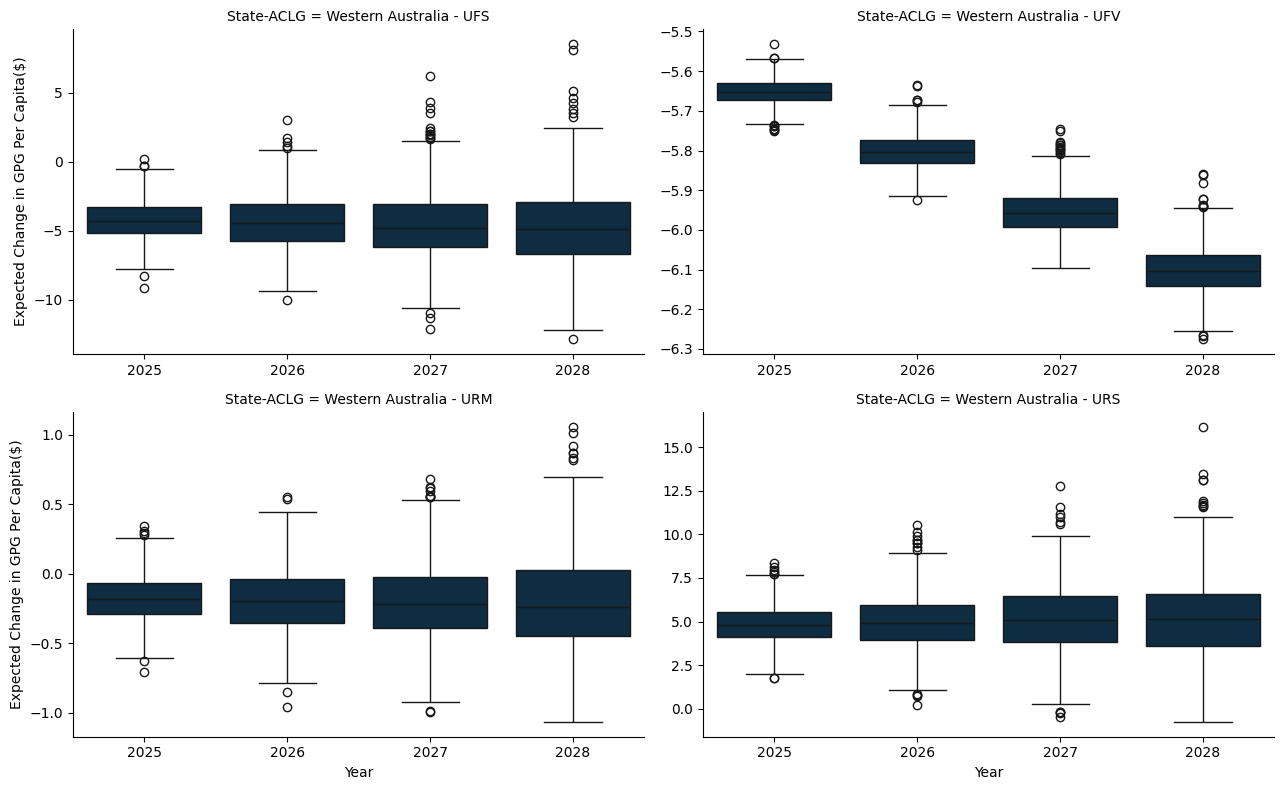 State-ACLG = Western Australia - UFS
Expected Change in GPG Per Capita($)
5
0
−5
−10
2025 2026 2027 2028
State-ACLG = Western Australia - UFV
−5.5
−5.6
−5.7
−5.8
−5.9
−6.0
−6.1
−6.2
−6.3
2025 2026 2027 2028
State-ACLG = Western Australia - URM
Expected Change in GPG Per Capita($)
1.0
0.5
0.0
−0.5
−1.0
2025 2026 2027 2028
Year
State-ACLG = Western Australia - URS
15.0
12.5
10.0
7.5
5.0
2.5
0.0
2025 2026 2027 2028
Year